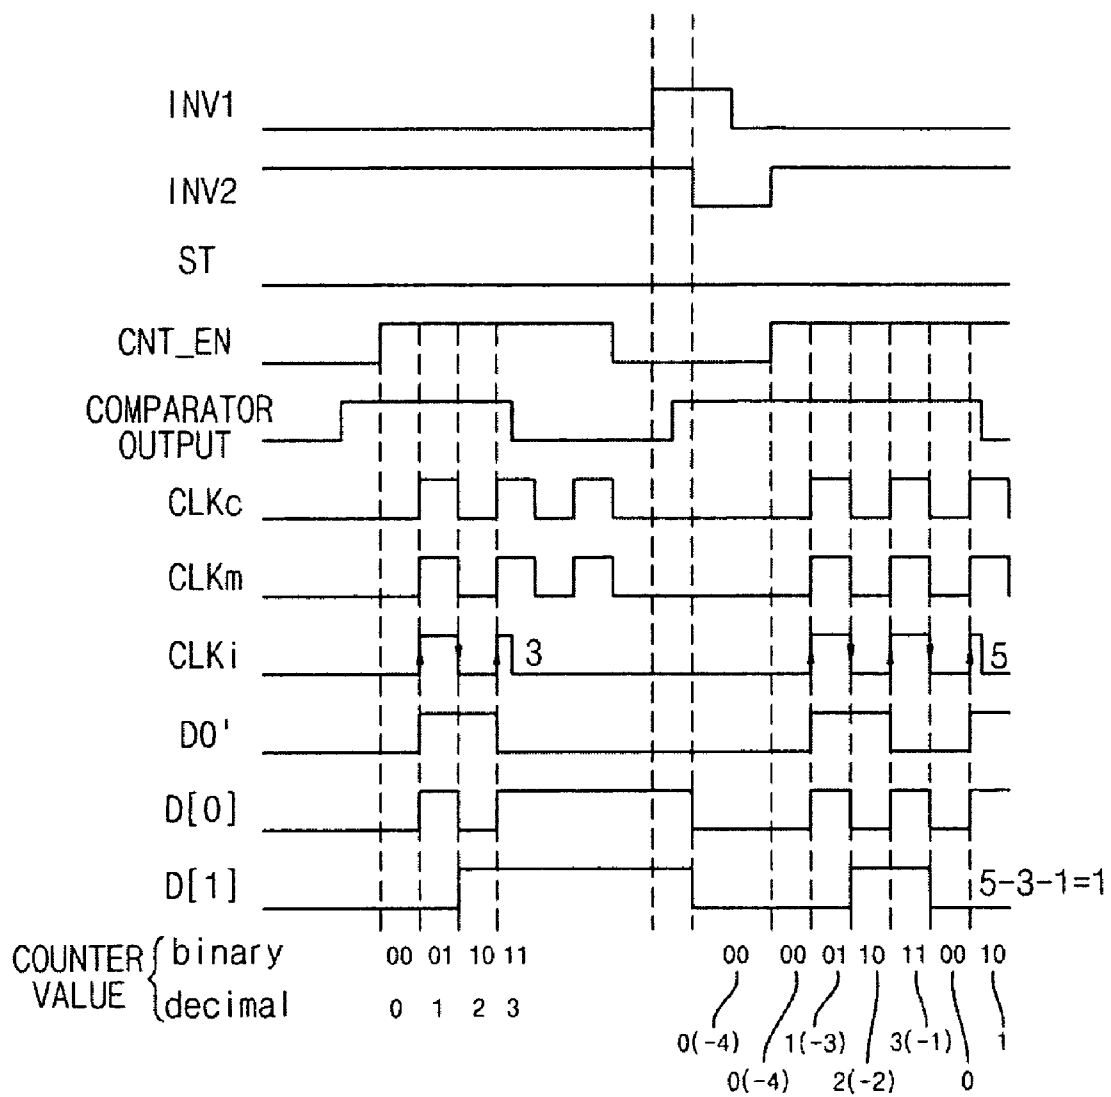 INV1
INV2
ST
CNT_EN
COMPARATOR
OUTPUT
CLKc
CLKm
CLKi 3 5
D0'
D[0]
D[1] 5-3-1=1
COUNTER VALUE { binary 00 01 10 11 00 00 01 10 11 00 10
decimal 0 1 2 3
0(-4) 1(-3) 3(-1) 1
0(-4) 2(-2) 0